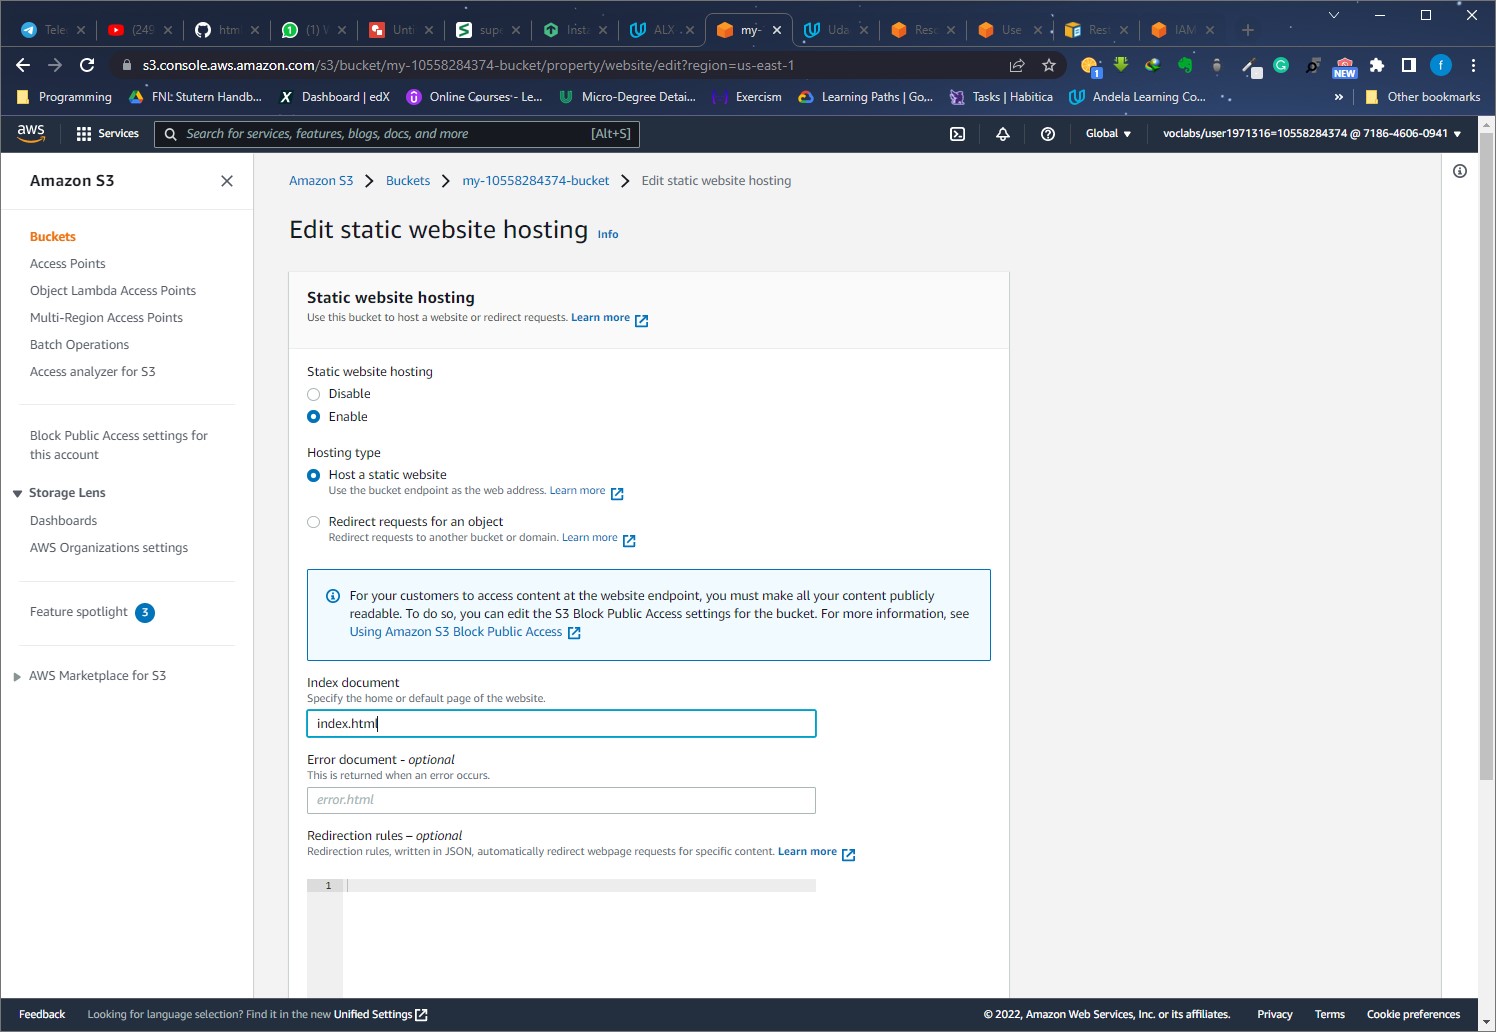 Tele
(249
htm
(1) W
Unti
supe
Insta
ALX
my-
Uda
Reso
Use
Rest
IAM
s3.console.aws.amazon.com/s3/bucket/my-10558284374-bucket/property/website/edit?region=us-east-1
1
NEW
f
Programming
FNL: Stutern Handb...
Dashboard | edX
Online Courses - Le...
Micro-Degree Detai...
Exercism
Learning Paths | Go...
Tasks | Habitica
Andela Learning Co...
»
Other bookmarks
aws
Services
Search for services, features, blogs, docs, and more
[Alt+S]
Global
voclabs/user1971316=10558284374 @ 7186-4606-0941
Amazon S3
Buckets
Access Points
Object Lambda Access Points
Multi-Region Access Points
Batch Operations
Access analyzer for S3
Block Public Access settings for
this account
Storage Lens
Dashboards
AWS Organizations settings
Feature spotlight 3
AWS Marketplace for S3
Amazon S3 > Buckets > my-10558284374-bucket > Edit static website hosting
Edit static website hosting Info
Static website hosting
Use this bucket to host a website or redirect requests. Learn more
Static website hosting
Disable
Enable
Hosting type
Host a static website
Use the bucket endpoint as the web address. Learn more
Redirect requests for an object
Redirect requests to another bucket or domain. Learn more
For your customers to access content at the website endpoint, you must make all your content publicly
readable. To do so, you can edit the S3 Block Public Access settings for the bucket. For more information, see
Using Amazon S3 Block Public Access
Index document
Specify the home or default page of the website.
index.html
Error document - optional
This is returned when an error occurs.
error.html
Redirection rules – optional
Redirection rules, written in JSON, automatically redirect webpage requests for specific content. Learn more
1
Feedback
Looking for language selection? Find it in the new Unified Settings
© 2022, Amazon Web Services, Inc. or its affiliates.
Privacy
Terms
Cookie preferences